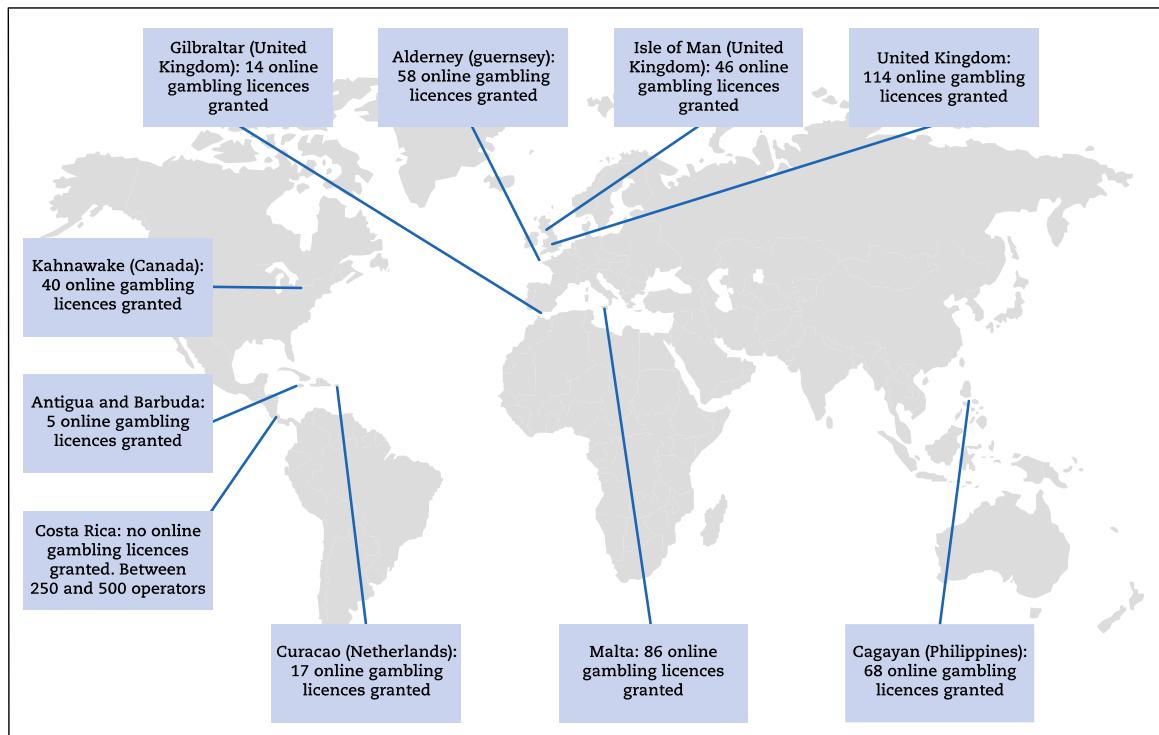 Gilbraltar (United
Kingdom): 14 online
gambling licences
granted
Alderney (guernsey):
58 online gambling
licences granted
Isle of Man (United
Kingdom): 46 online
gambling licences
granted
United Kingdom:
114 online gambling
licences granted
Kahnawake (Canada):
40 online gambling
licences granted
Antigua and Barbuda:
5 online gambling
licences granted
Costa Rica: no online
gambling licences
granted. Between
250 and 500 operators
Curacao (Netherlands):
17 online gambling
licences granted
Malta: 86 online
gambling licences
granted
Cagayan (Philippines):
68 online gambling
licences granted